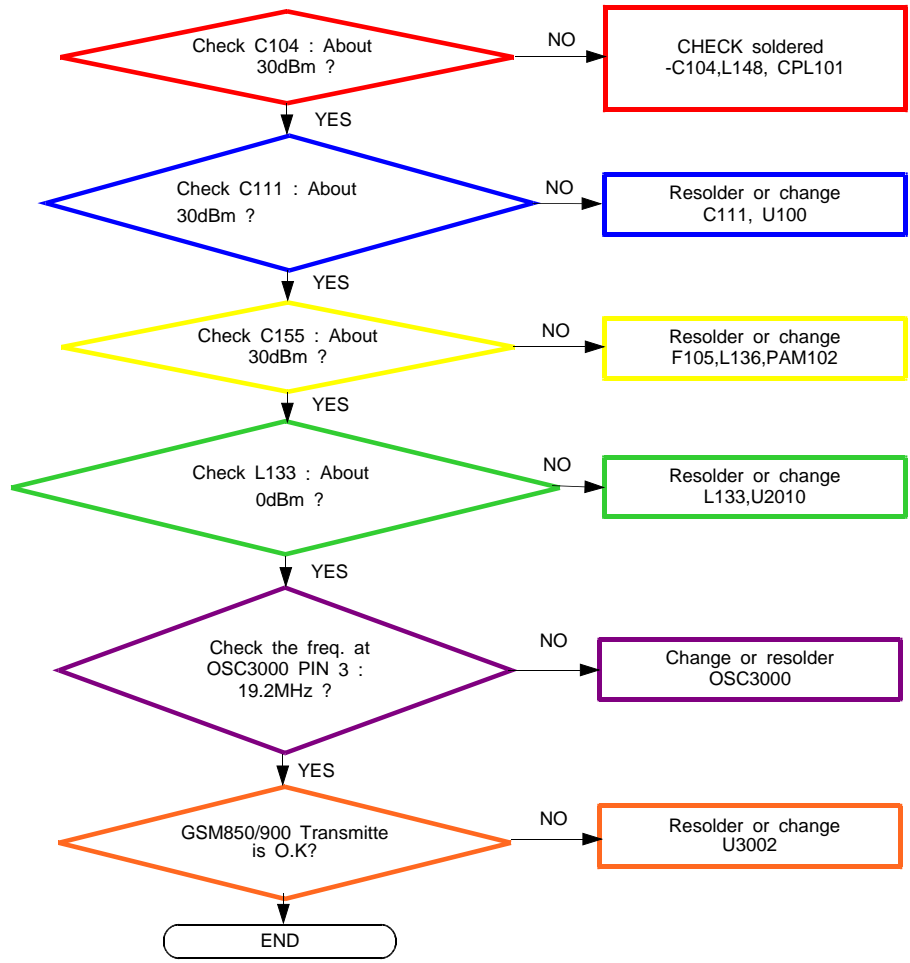 Check C104 : About
30dBm ?
NO
CHECK soldered
-C104,L148, CPL101
YES
Check C111 : About
30dBm ?
NO
Resolder or change
C111, U100
YES
Check C155 : About
30dBm ?
NO
Resolder or change
F105,L136,PAM102
YES
Check L133 : About
0dBm ?
NO
Resolder or change
L133,U2010
YES
Check the freq. at
OSC3000 PIN 3 :
19.2MHz ?
NO
Change or resolder
OSC3000
YES
GSM850/900 Transmitte
is O.K?
NO
Resolder or change
U3002
END